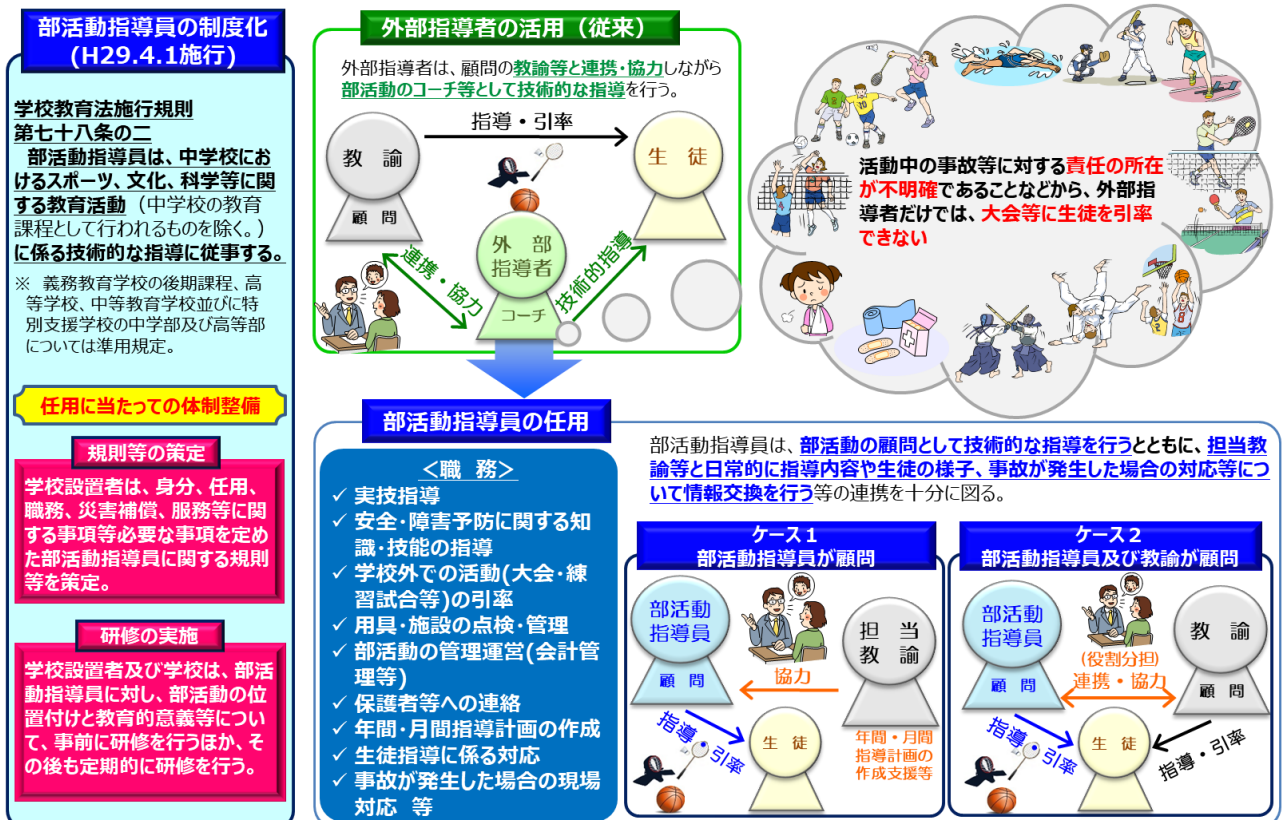 部活動指導員の制度化
(H29.4.1施行)
学校教育法施行規則
第七十八条の二
部活動指導員は、中学校にお
けるスポーツ、文化、科学等に関
する教育活動（中学校の教育
課程として行われるものを除く。）
に係る技術的な指導に従事する。
※ 義務教育学校の後期課程、高
等学校、中等教育学校並びに特
別支援学校の中学部及び高等部
については準用規定。
任用に当たっての体制整備
規則等の策定
学校設置者は、身分、任用、
職務、災害補償、服務等に関
する事項等必要な事項を定め
た部活動指導員に関する規則
等を策定。
研修の実施
学校設置者及び学校は、部活
動指導員に対し、部活動の位
置付けと教育的意義等につい
て、事前に研修を行うほか、そ
の後も定期的に研修を行う。
外部指導者の活用（従来）
外部指導者は、顧問の教諭等と連携・協力しながら
部活動のコーチ等として技術的な指導を行う。
指導・引率
教 諭
顧 問
生 徒
外 部
指導者
コーチ
連携・協力
技術的指導
活動中の事故等に対する責任の所在
が不明確であることなどから、外部指
導者だけでは、大会等に生徒を引率
できない
部活動指導員の任用
＜職 務＞
✓ 実技指導
✓ 安全・障害予防に関する知
識・技能の指導
✓ 学校外での活動(大会・練
習試合等)の引率
✓ 用具・施設の点検・管理
✓ 部活動の管理運営(会計管
理等)
✓ 保護者等への連絡
✓ 年間・月間指導計画の作成
✓ 生徒指導に係る対応
✓ 事故が発生した場合の現場
対応 等
部活動指導員は、部活動の顧問として技術的な指導を行うとともに、担当教
諭等と日常的に指導内容や生徒の様子、事故が発生した場合の対応等につ
いて情報交換を行う等の連携を十分に図る。
ケース１
部活動指導員が顧問
部活動
指導員
顧 問
協力
担 当
教 諭
年間・月間
指導計画の
作成支援等
指導・引率
生 徒
ケース２
部活動指導員及び教諭が顧問
部活動
指導員
顧 問
(役割分担)
連携・協力
教 諭
顧 問
指導・引率
生 徒
指導・引率